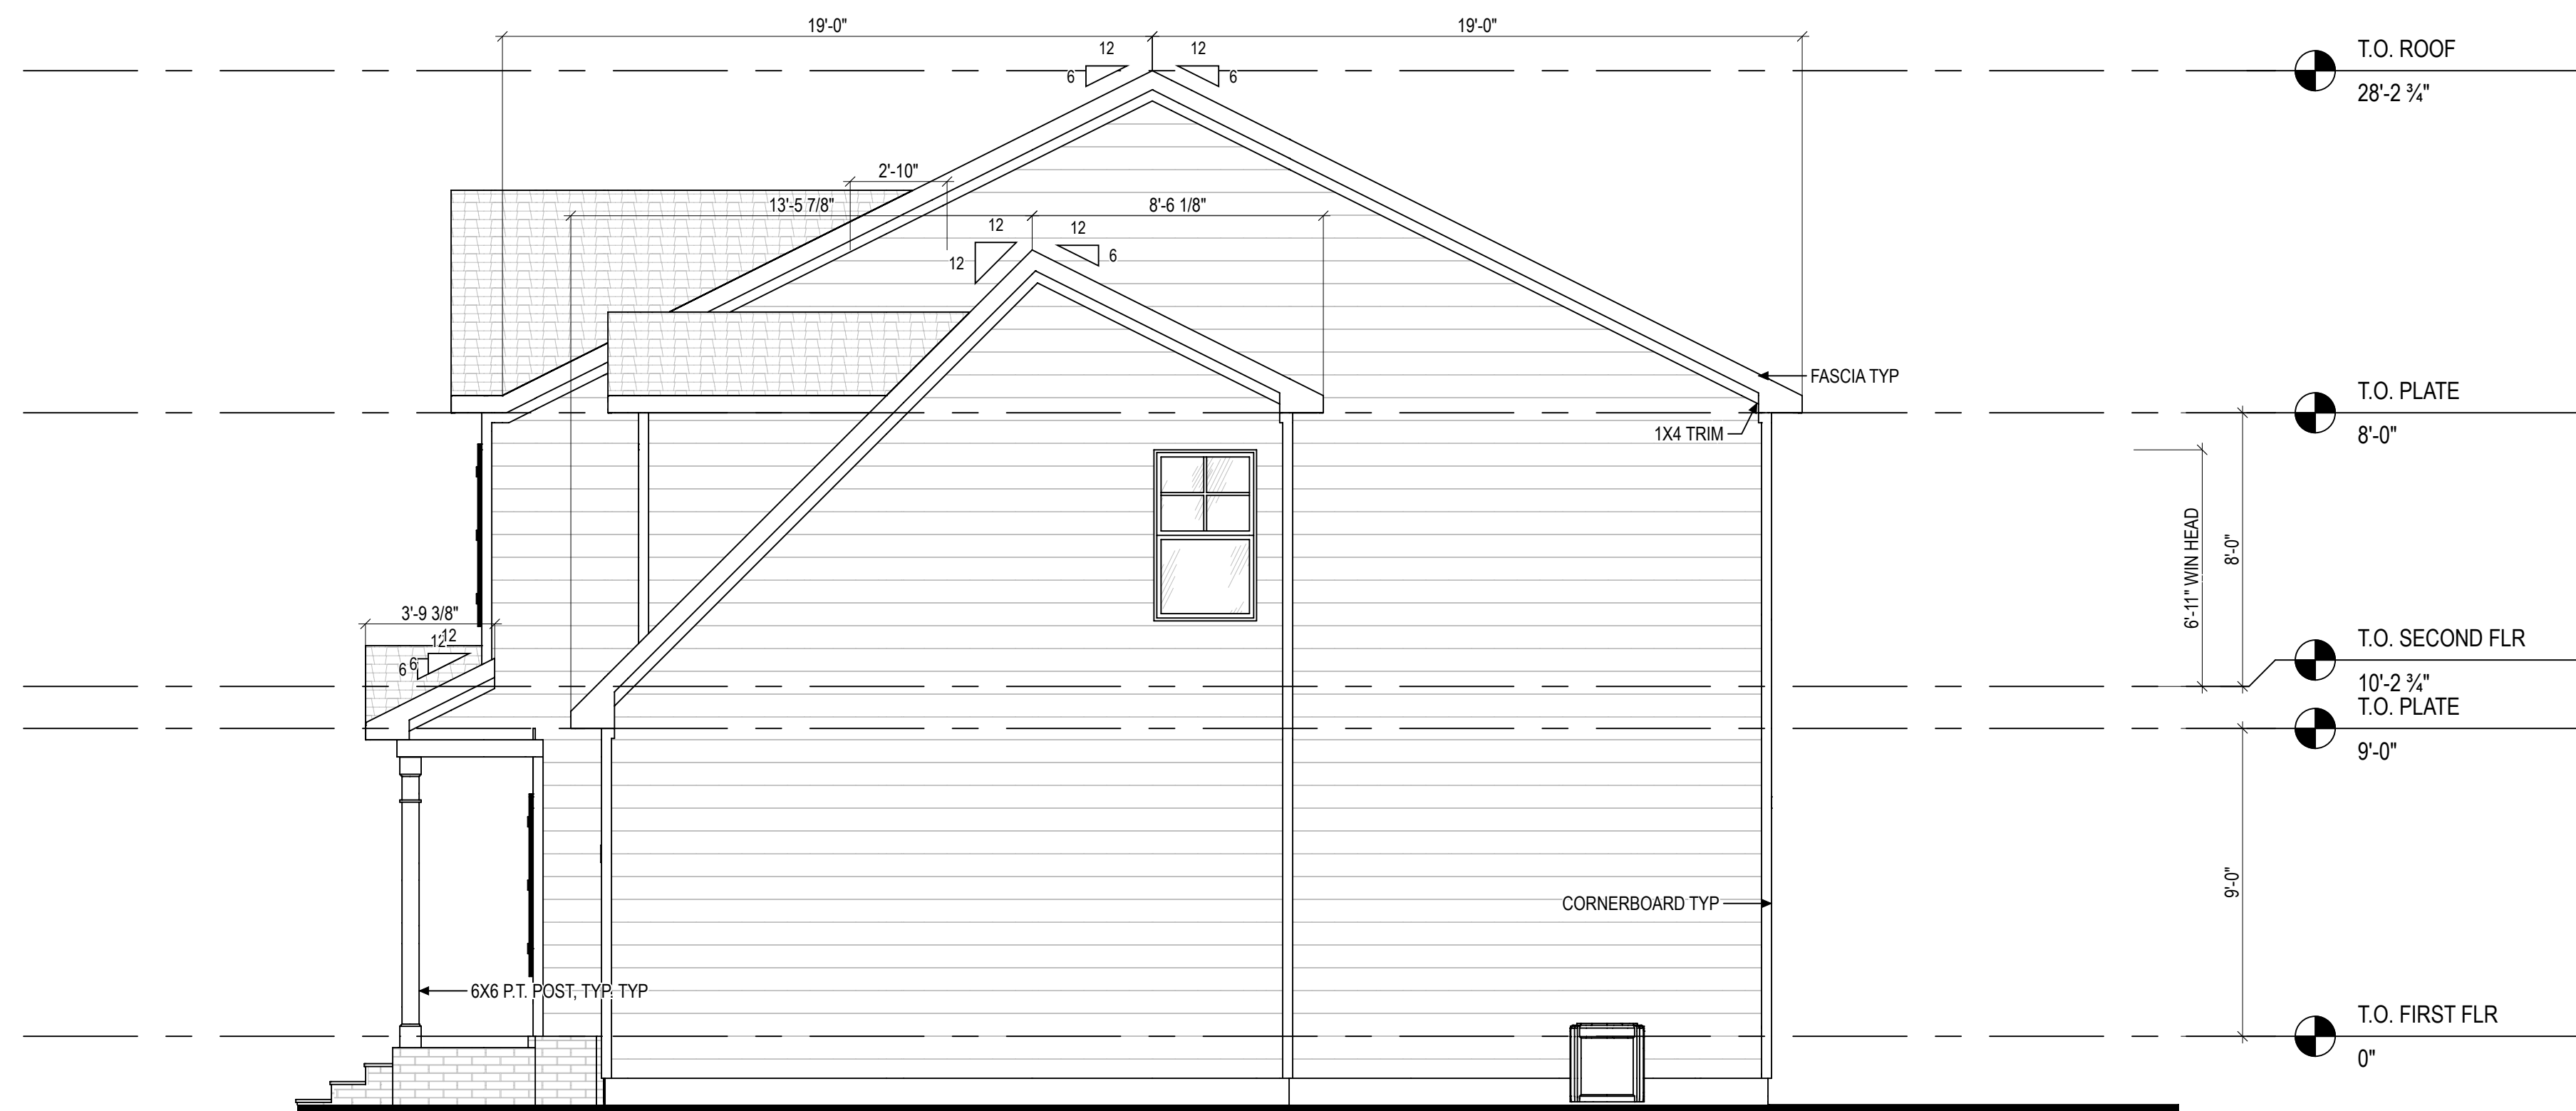 19'-0"
19'-0"
12
12
6
6
T.O. ROOF
28'-2 ¾"
2'-10"
13'-5 7/8"
8'-6 1/8"
12
12
12
6
FASCIA TYP
1X4 TRIM
T.O. PLATE
8'-0"
6'-11" WIN HEAD
8'-0"
3'-9 3/8"
12
12
6
6
T.O. SECOND FLR
10'-2 ¾"
T.O. PLATE
9'-0"
9'-0"
CORNERBOARD TYP
6X6 P.T. POST, TYP. TYP
T.O. FIRST FLR
0"